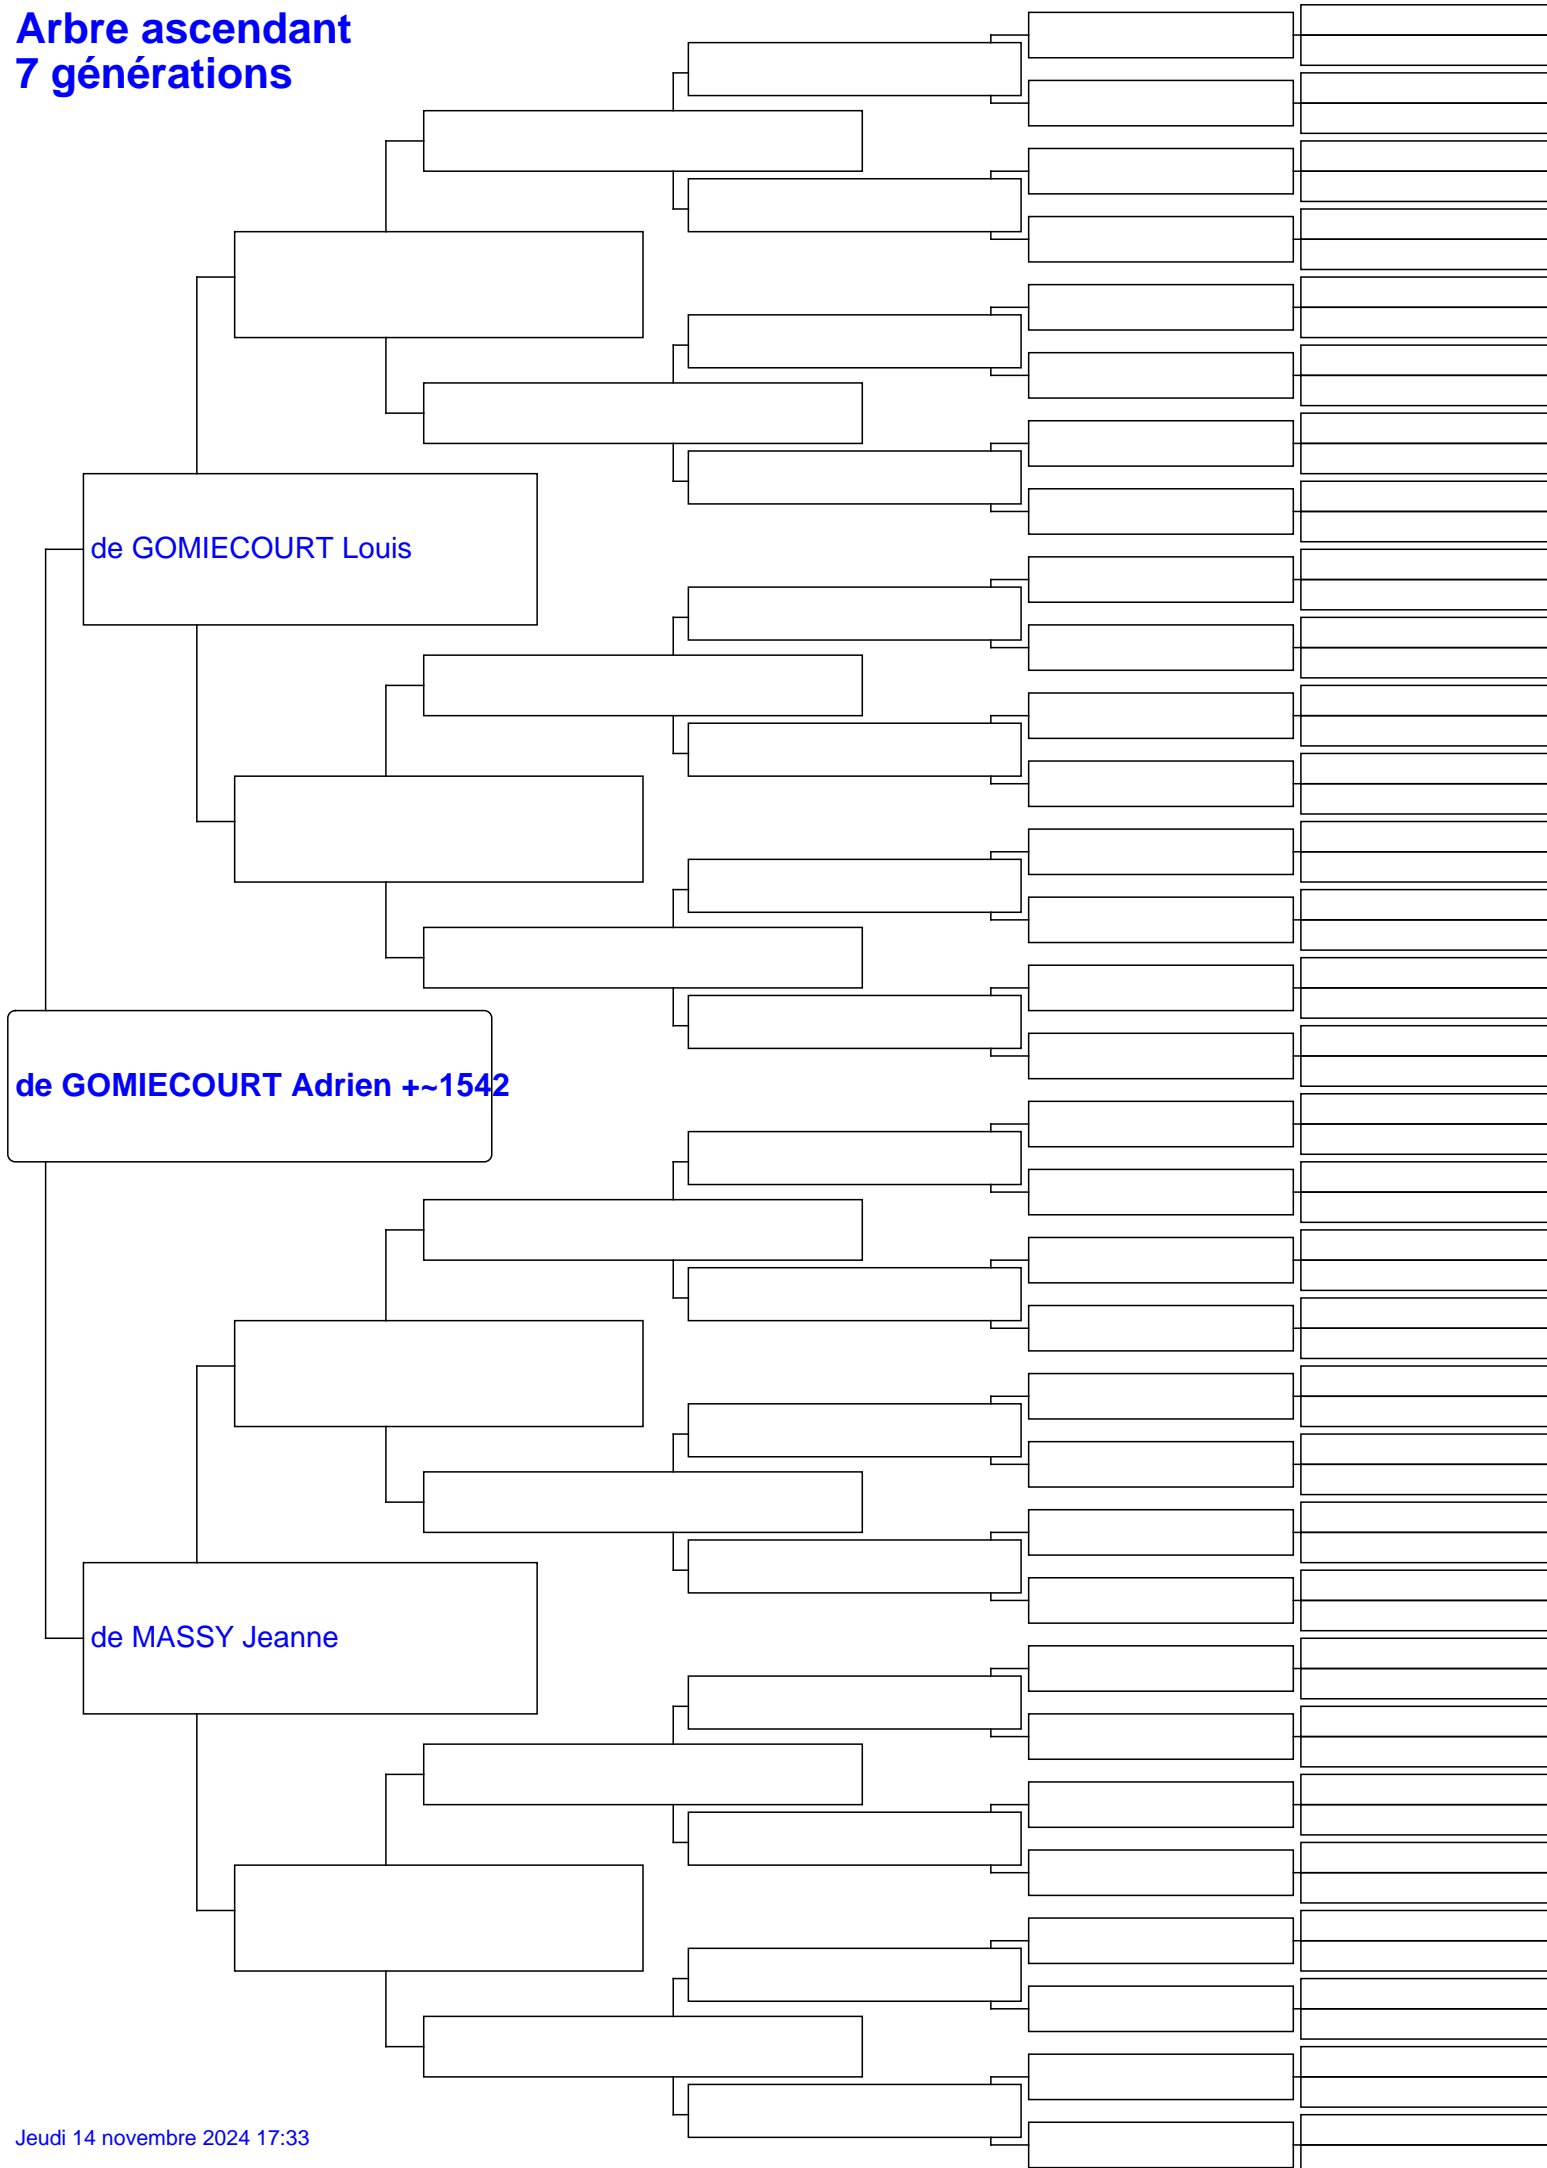 Arbre ascendant
7 générations
de GOMIECOURT Louis
de GOMIECOURT Adrien +~1542
de MASSY Jeanne
Jeudi 14 novembre 2024 17:33